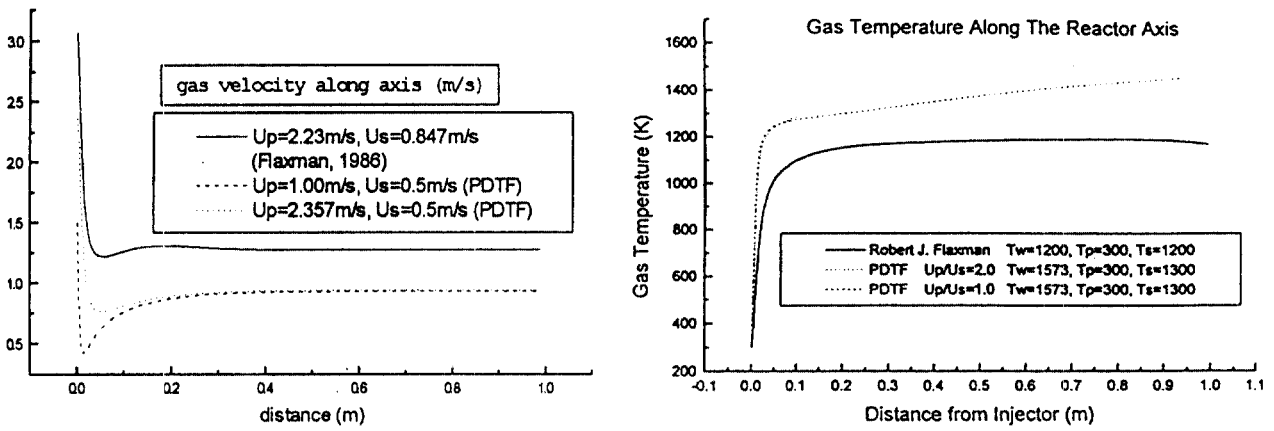 3.0
2.5
2.0
1.5
1.0
0.5
gas velocity along axis (m/s)
Up=2.23m/s, Us=0.847m/s
(Flaxman, 1986)
Up=1.00m/s, Us=0.5m/s (PDTF)
Up=2.357m/s, Us=0.5m/s (PDTF)
0.0 0.2 0.4 0.6 0.8 1.0
distance (m)
Gas Temperature Along The Reactor Axis
Gas Temperature (K)
1600
1400
1200
1000
800
600
400
200
Robert J. Flaxman Tw=1200, Tp=300, Ts=1200
PDTF Up/Us=2.0 Tw=1573, Tp=300, Ts=1300
PDTF Up/Us=1.0 Tw=1573, Tp=300, Ts=1300
-0.1 0.0 0.1 0.2 0.3 0.4 0.5 0.6 0.7 0.8 0.9 1.0 1.1
Distance from Injector (m)